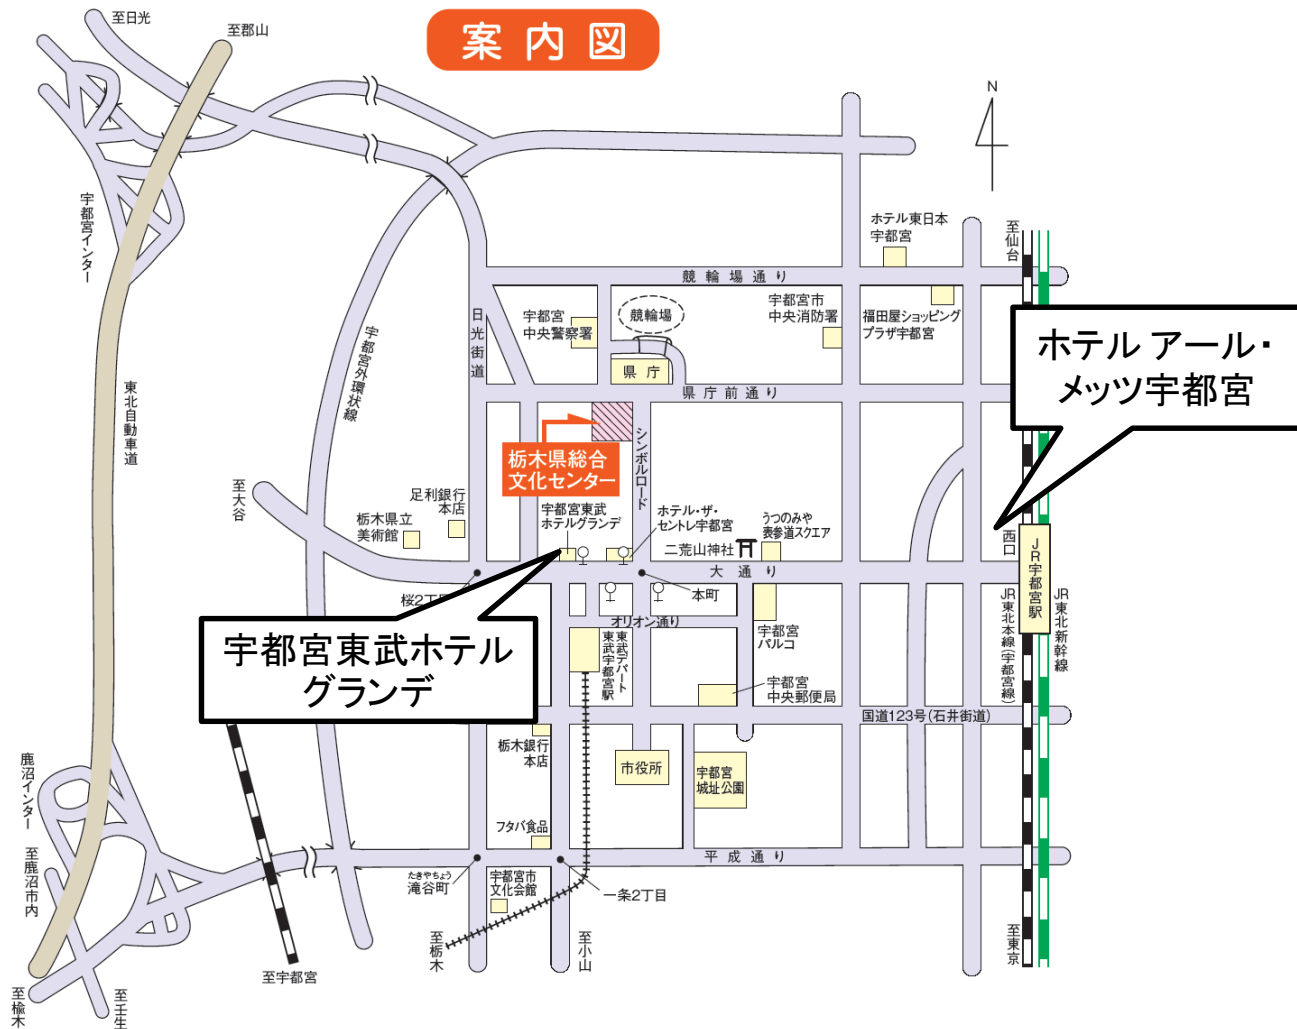 案内図
至日光
至郡山
N
ホテル東日本
宇都宮
至仙台
宇都宮インター
競輪場通り
日光街道
宇都宮
中央警察署
競輪場
宇都宮市
中央消防署
福田屋ショッピング
プラザ宇都宮
宇都宮外環状線
県庁
県庁前通り
ホテル アール・
メッツ宇都宮
東北自動車道
シンボルロード
栃木県総合
文化センター
至大谷
足利銀行
本店
栃木県立
美術館
宇都宮東武
ホテルグランデ
ホテル・ザ・
セントレ宇都宮
うつのみや
表参道スクエア
二荒山神社
西口
JR宇都宮駅
大通り
桜2丁目
本町
オリオン通り
宇都宮
パルコ
JR東北本線(宇都宮線)
JR東北新幹線
宇都宮東武ホテル
グランデ
東武デパート
東武宇都宮駅
宇都宮
中央郵便局
国道123号(石井街道)
栃木銀行
本店
市役所
宇都宮
城址公園
鹿沼インター
フタバ食品
平成通り
至鹿沼市内
たきやちょう
滝谷町
宇都宮市
文化会館
一条2丁目
至栃木
至小山
至東京
至宇都宮
至楡木
至壬生